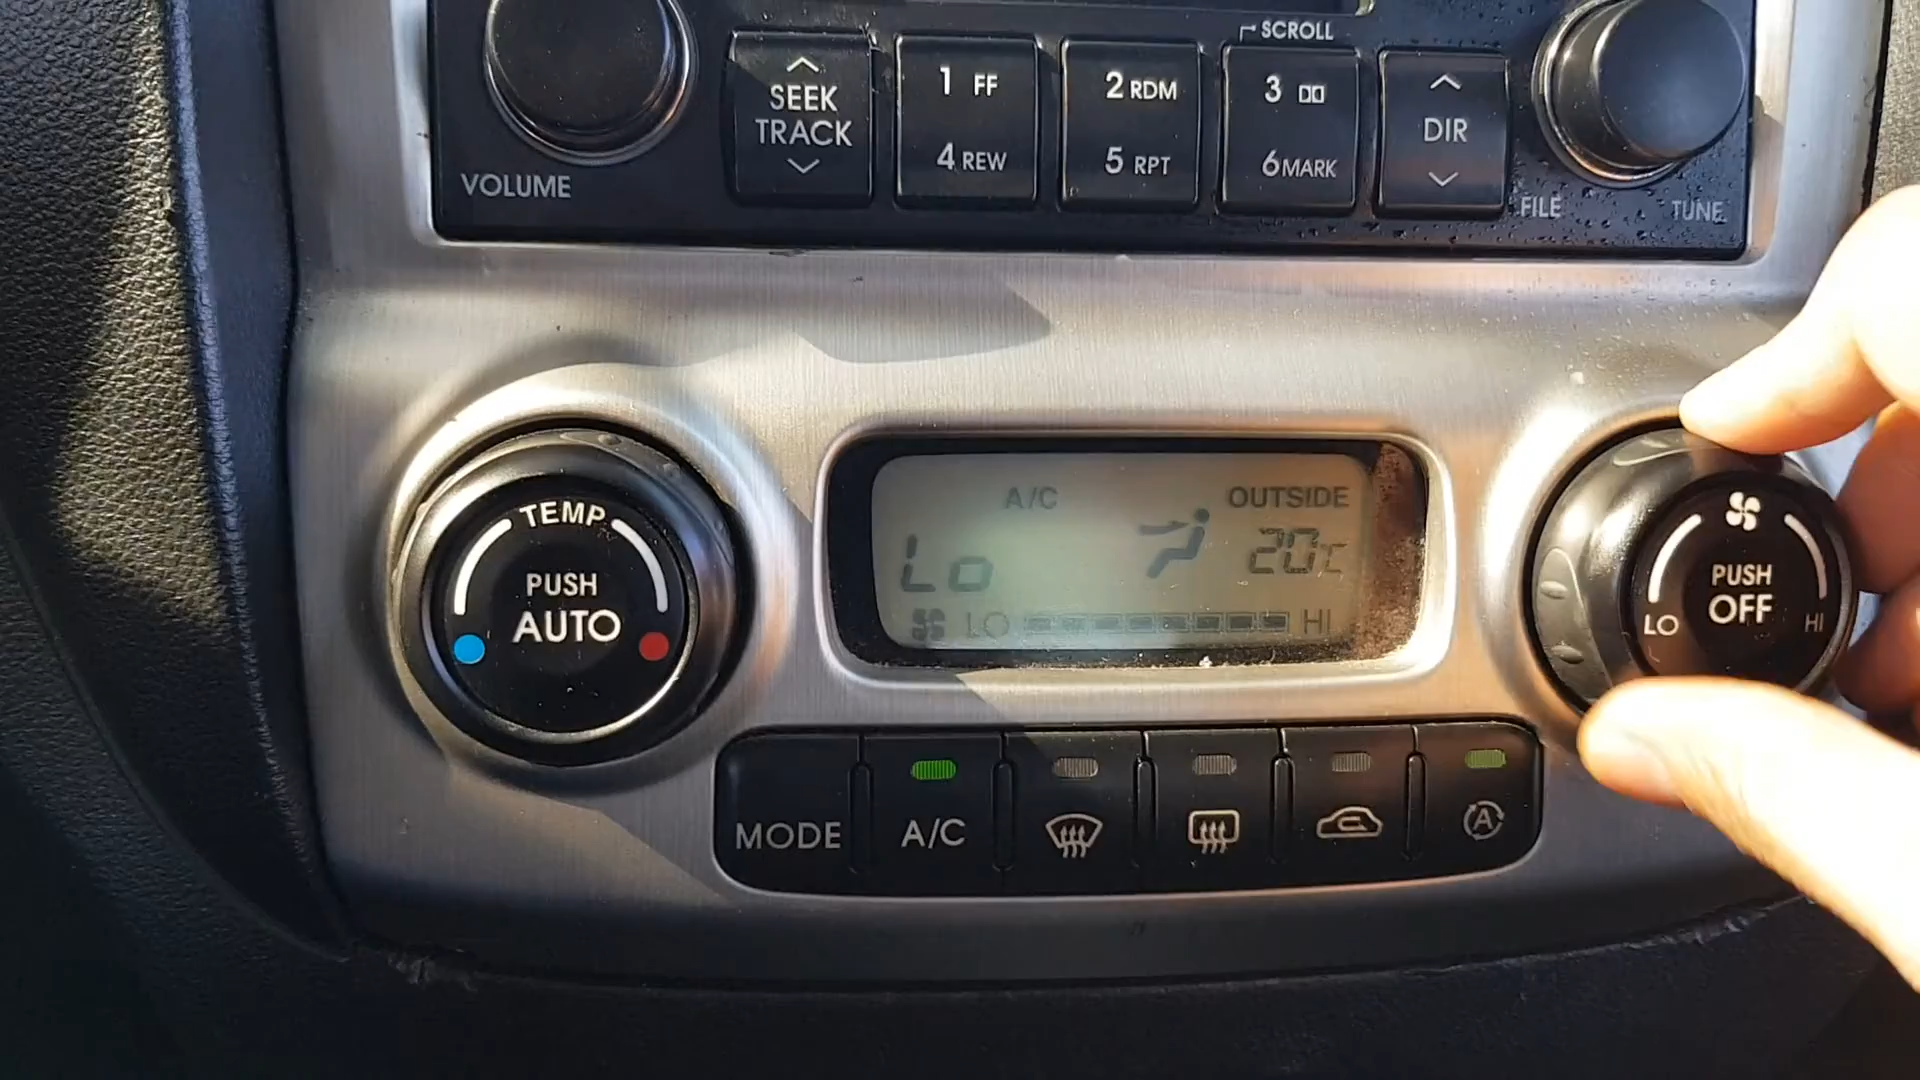 SCROLL
SEEK
TRACK
1 FF
4 REW
2 RDM
5 RPT
3
6 MARK
DIR
VOLUME
FILE
TUNE
TEMP
PUSH
AUTO
A/C
OUTSIDE
Lo
20℃
LO HI
PUSH
OFF
LO HI
MODE
A/C
A